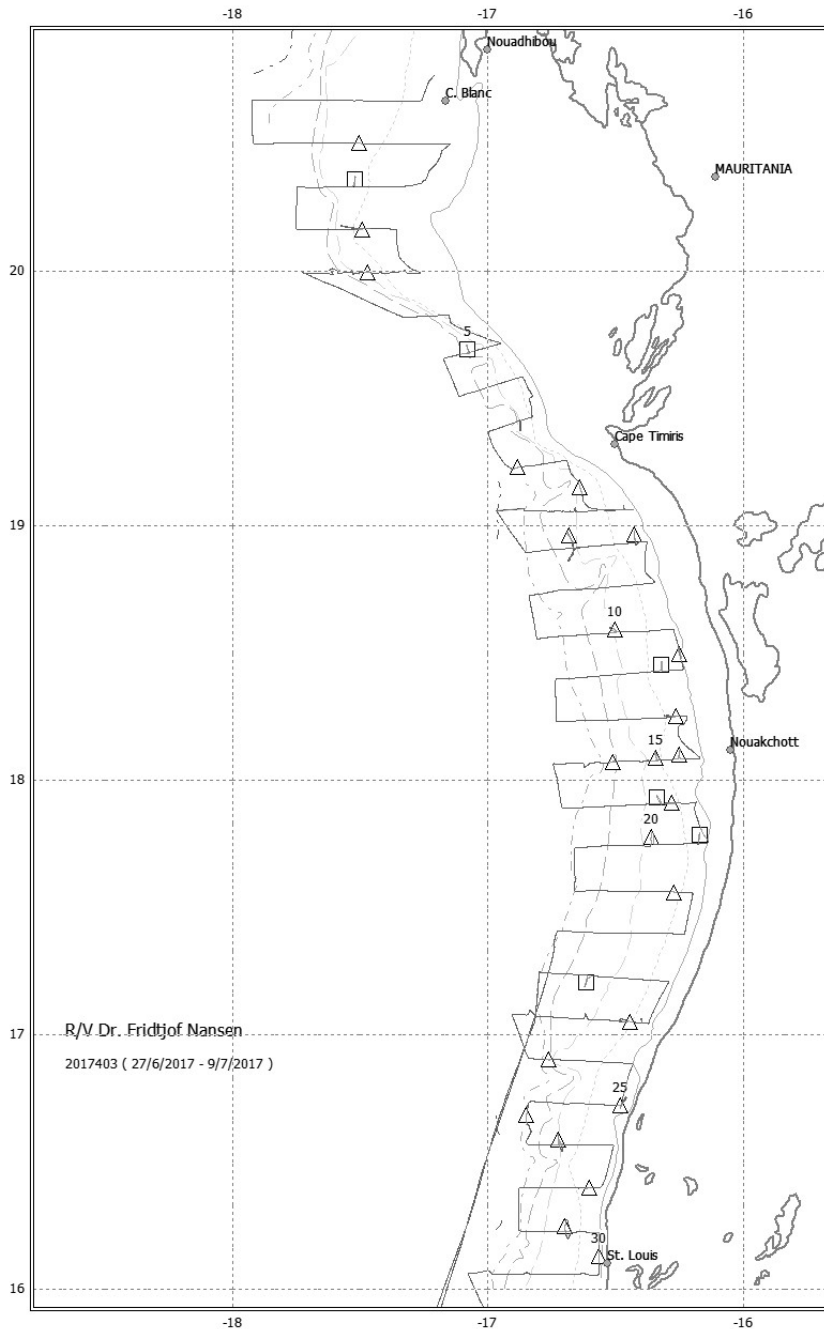 -18 -17 -16
Nouadhibou
C. Blanc
MAURITANIA
20
5
Cape Timiris
19
10
Nouakchott
15
18
20
17
R/V Dr. Fridtjof Nansen
2017403 ( 27/6/2017 - 9/7/2017 )
25
30
St. Louis
16
-18 -17 -16